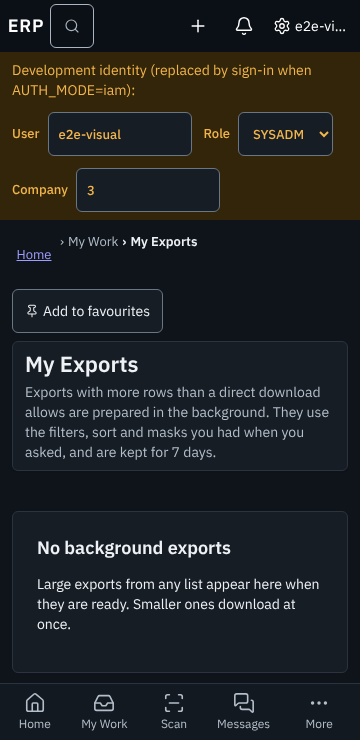 ERP
e2e-vi...
Development identity (replaced by sign-in when
AUTH_MODE=iam):
User e2e-visual Role SYSADM
Company 3
Home › My Work › My Exports
Add to favourites
My Exports
Exports with more rows than a direct download
allows are prepared in the background. They use
the filters, sort and masks you had when you
asked, and are kept for 7 days.
No background exports
Large exports from any list appear here when
they are ready. Smaller ones download at
once.
Home My Work Scan Messages More